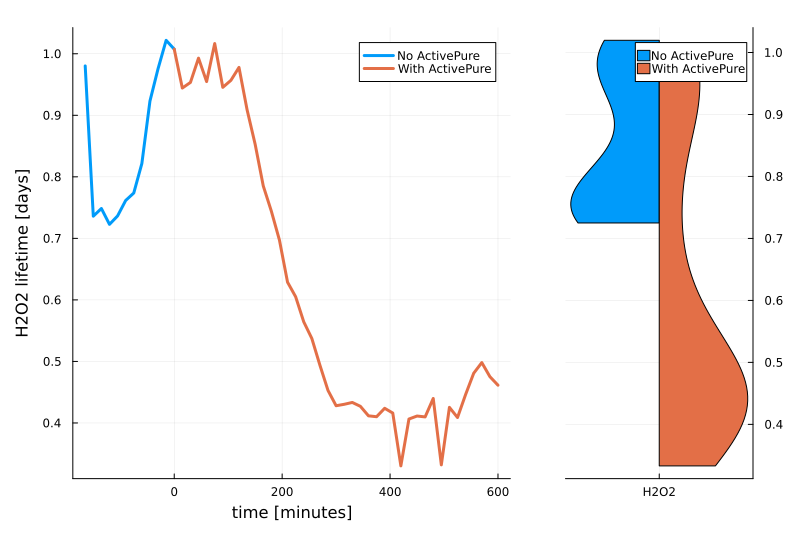 No ActivePure
With ActivePure
1.0
0.9
0.8
0.7
0.6
0.5
0.4
H2O2 lifetime [days]
0
200
400
600
time [minutes]
No ActivePure
With ActivePure
1.0
0.9
0.8
0.7
0.6
0.5
0.4
H2O2